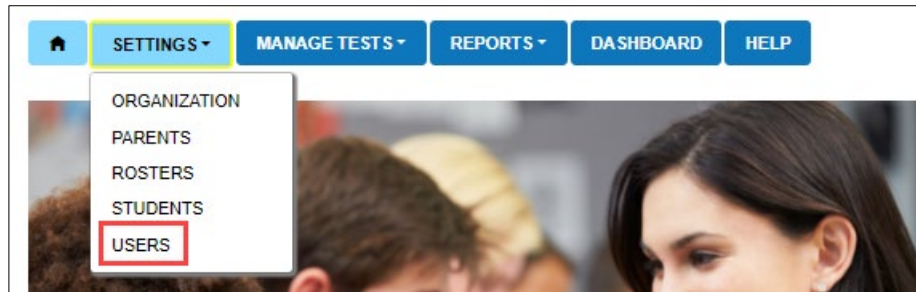 SETTINGS MANAGE TESTS REPORTS DASHBOARD HELP
ORGANIZATION
PARENTS
ROSTERS
STUDENTS
USERS